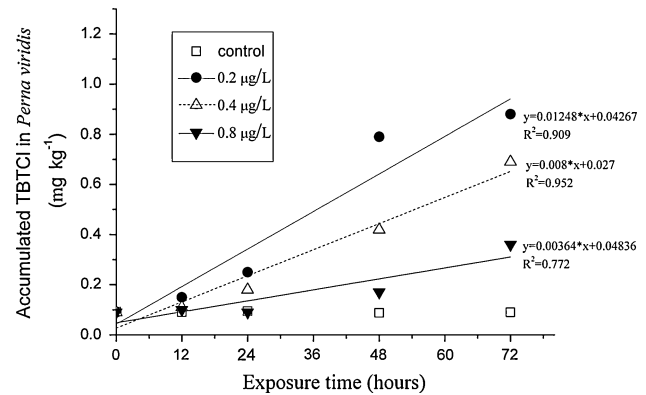 1.2
1.0
0.8
0.6
0.4
0.2
0.0
Accumulated TBTCl in Perna viridis
(mg kg⁻¹)
control
0.2 μg/L
0.4 μg/L
0.8 μg/L
y=0.01248*x+0.04267
R²=0.909
y=0.008*x+0.027
R²=0.952
y=0.00364*x+0.04836
R²=0.772
0 12 24 36 48 60 72
Exposure time (hours)